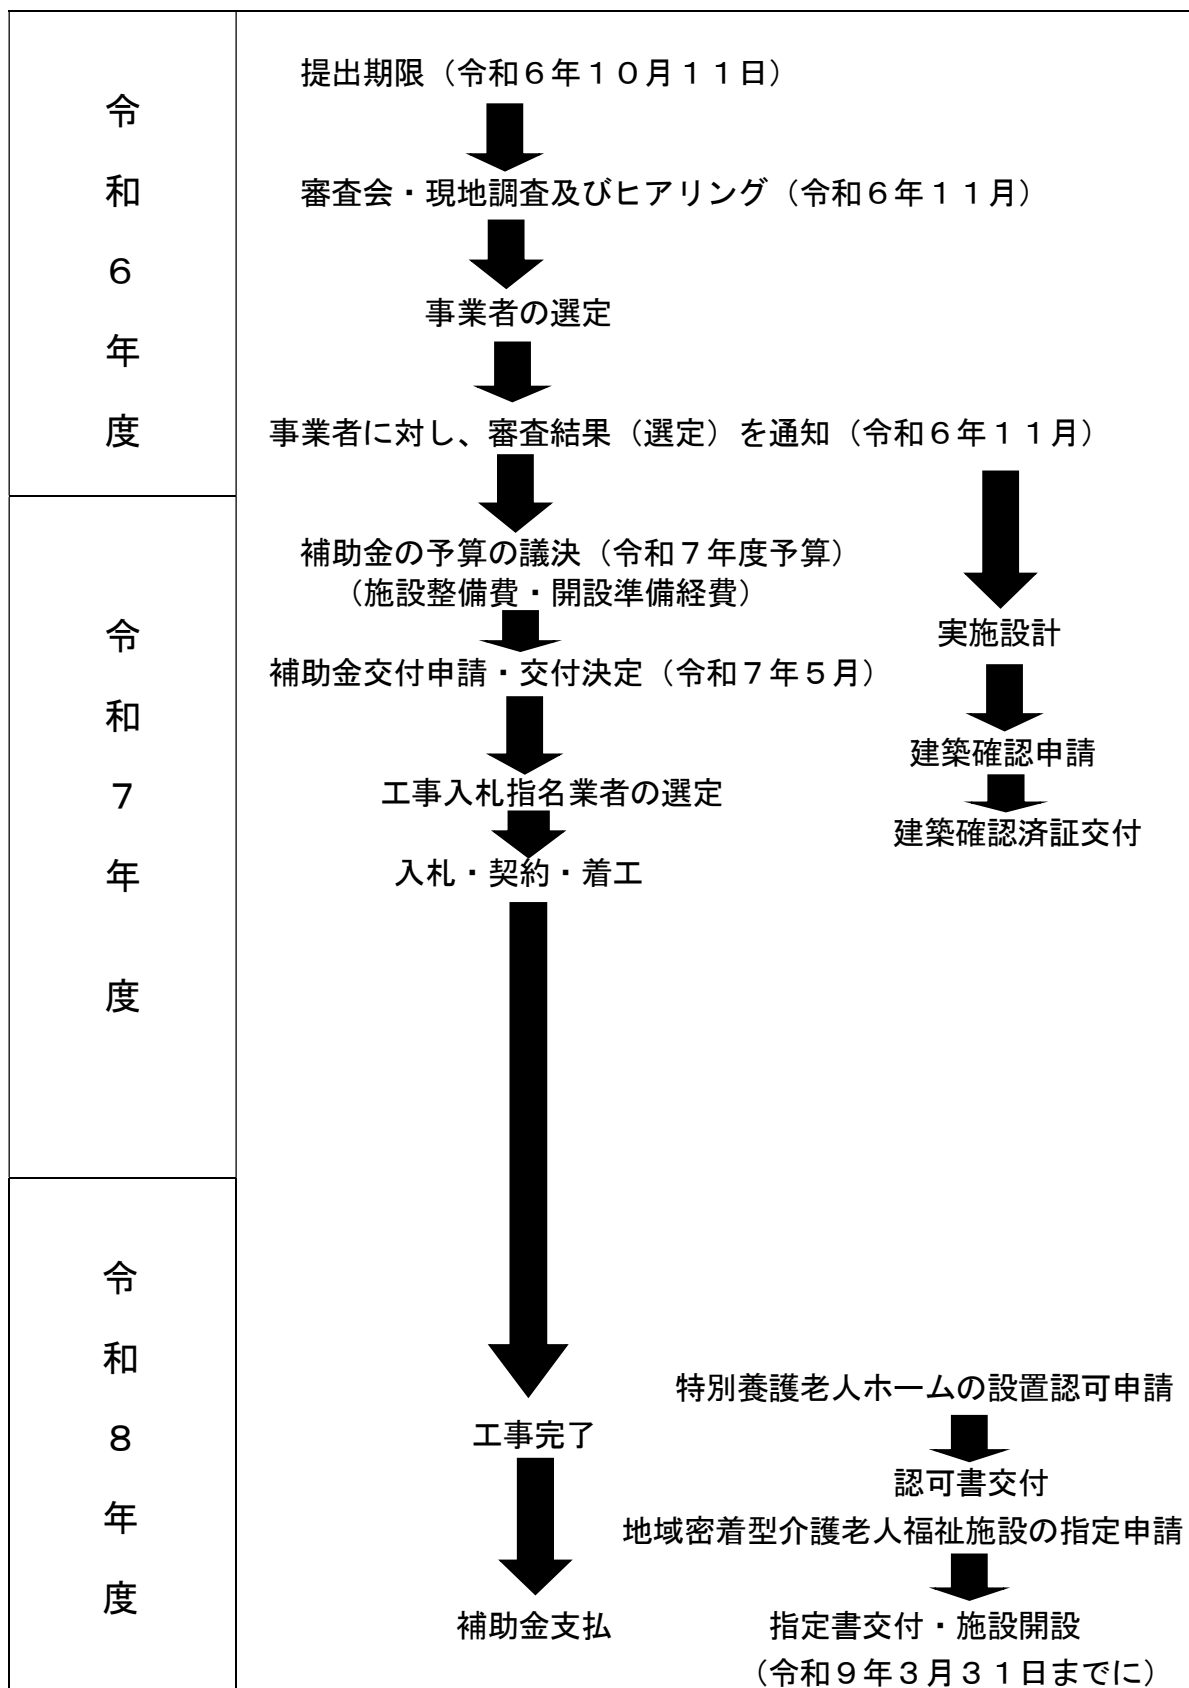 令和６年度
提出期限（令和６年１０月１１日）
審査会・現地調査及びヒアリング（令和６年１１月）
事業者の選定
事業者に対し、審査結果（選定）を通知（令和６年１１月）
令和７年度
補助金の予算の議決（令和７年度予算）
（施設整備費・開設準備経費）
補助金交付申請・交付決定（令和７年５月）
工事入札指名業者の選定
入札・契約・着工
実施設計
建築確認申請
建築確認済証交付
令和８年度
工事完了
補助金支払
特別養護老人ホームの設置認可申請
認可書交付
地域密着型介護老人福祉施設の指定申請
指定書交付・施設開設
（令和９年３月３１日までに）